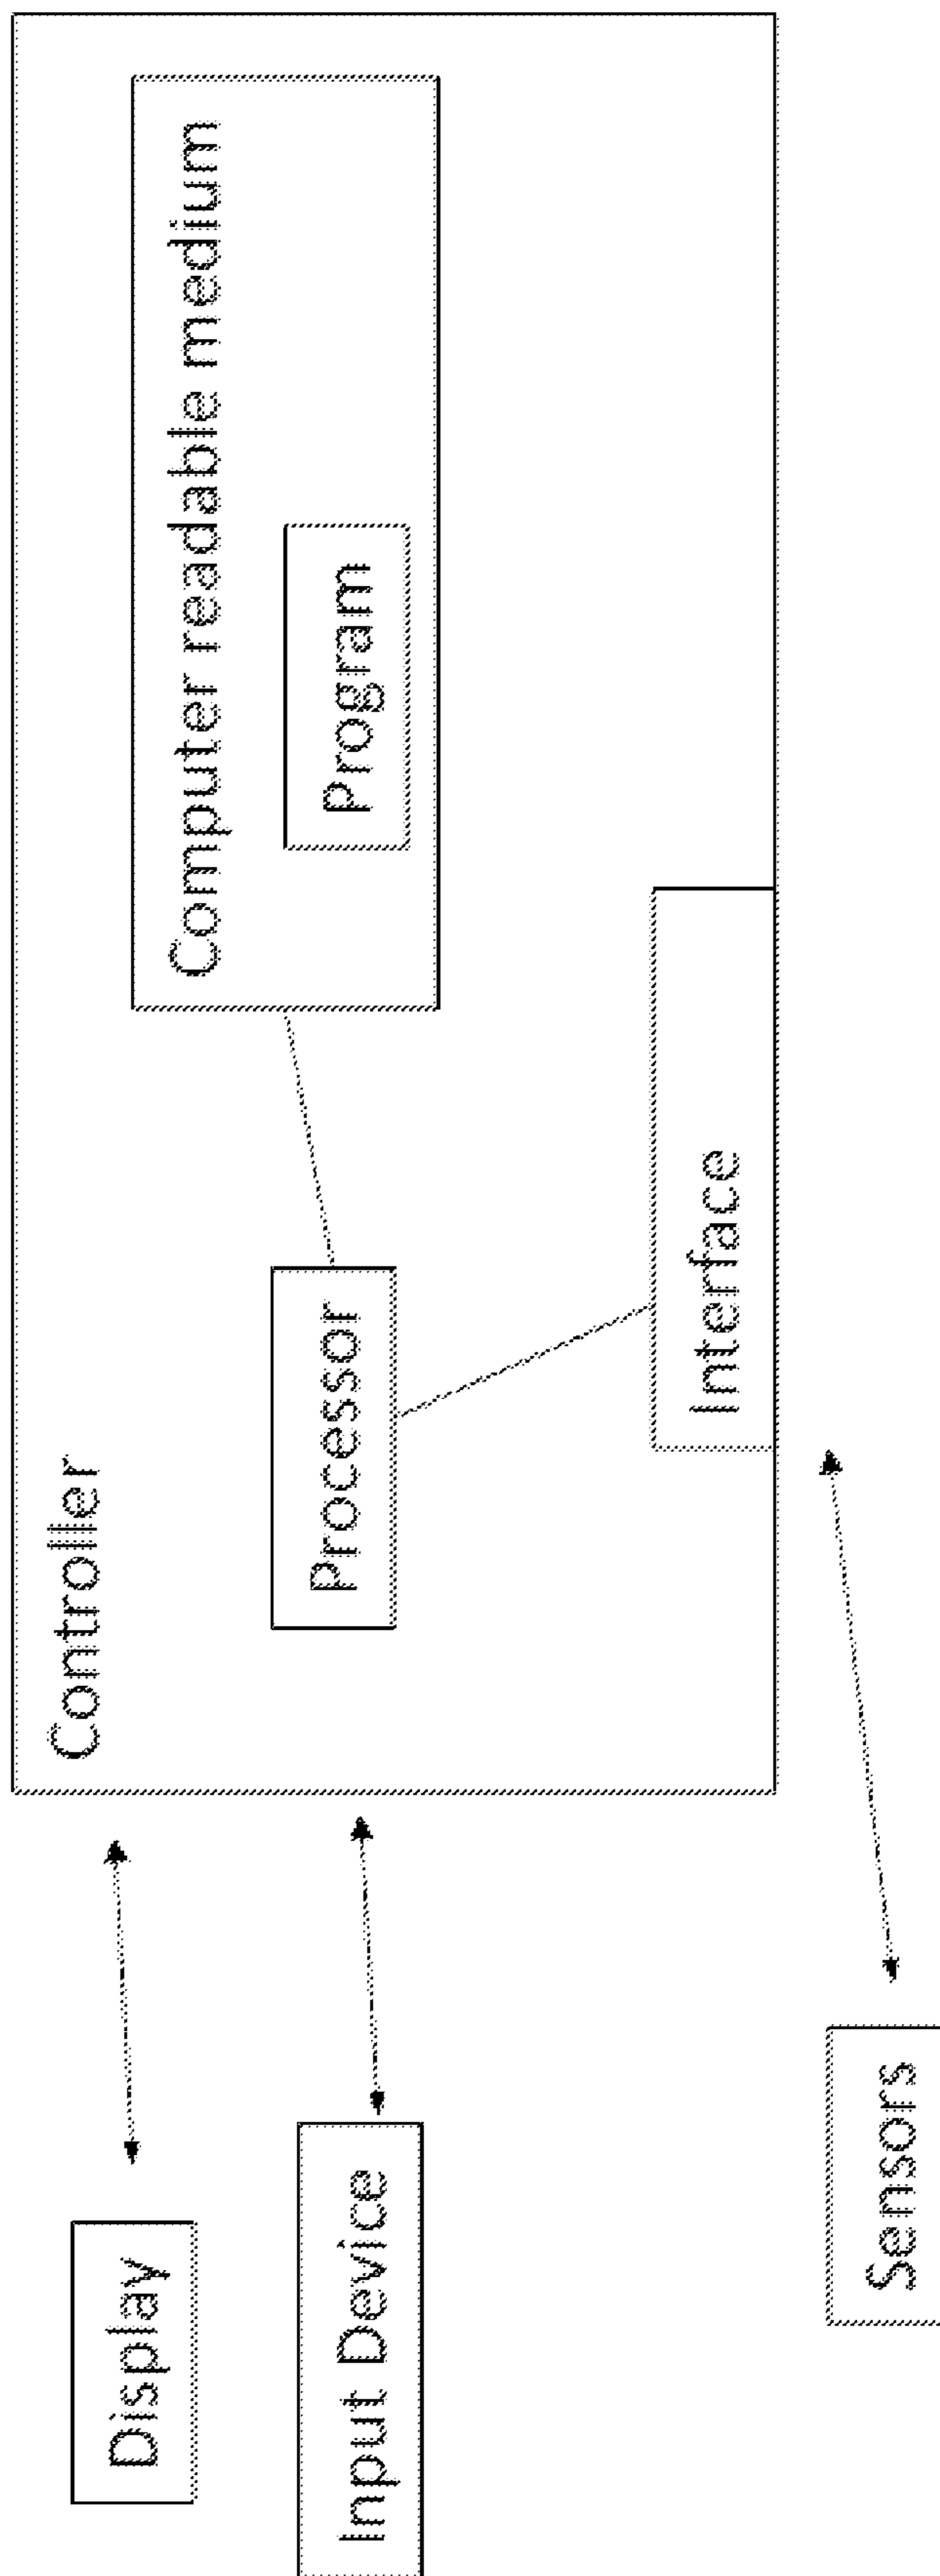 Controller
Computer readable medium
Program
Processor
Interface
Display
Input Device
Sensors